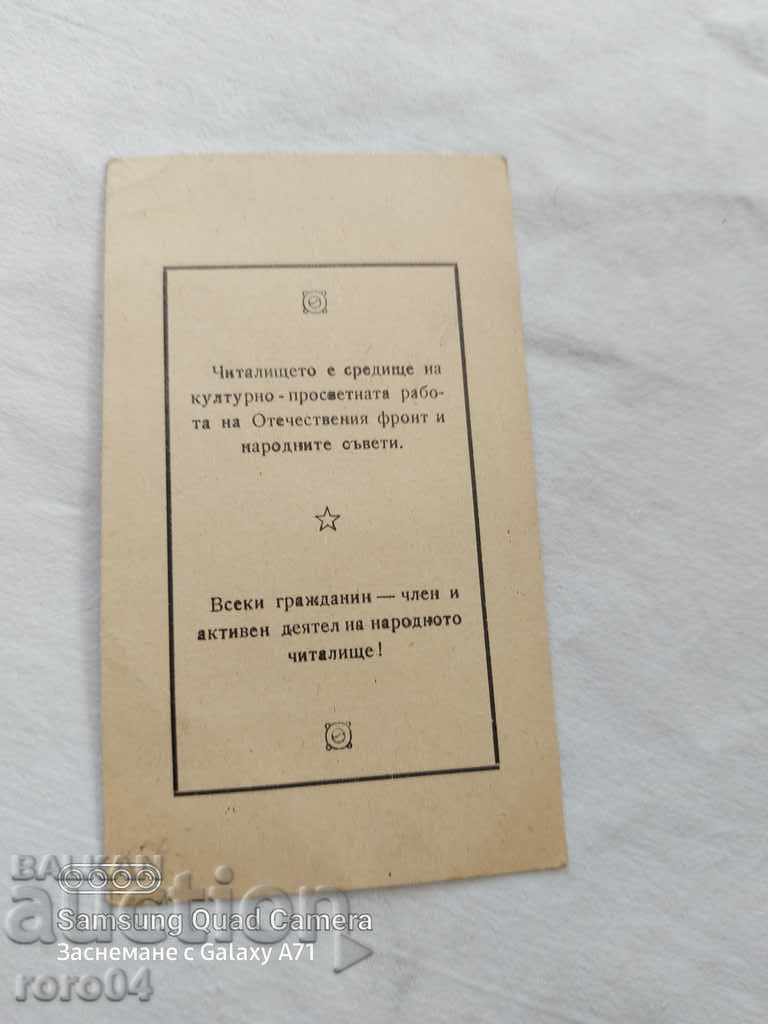 Читалището е средище на
културно-просветната рабо-
та на Отечествения фронт и
народните съвети.
Всеки гражданин — член и
активен деятел на народното
читалище!
BALKAN
auction
Samsung Quad Camera
Заснемане с Galaxy A71
roro04